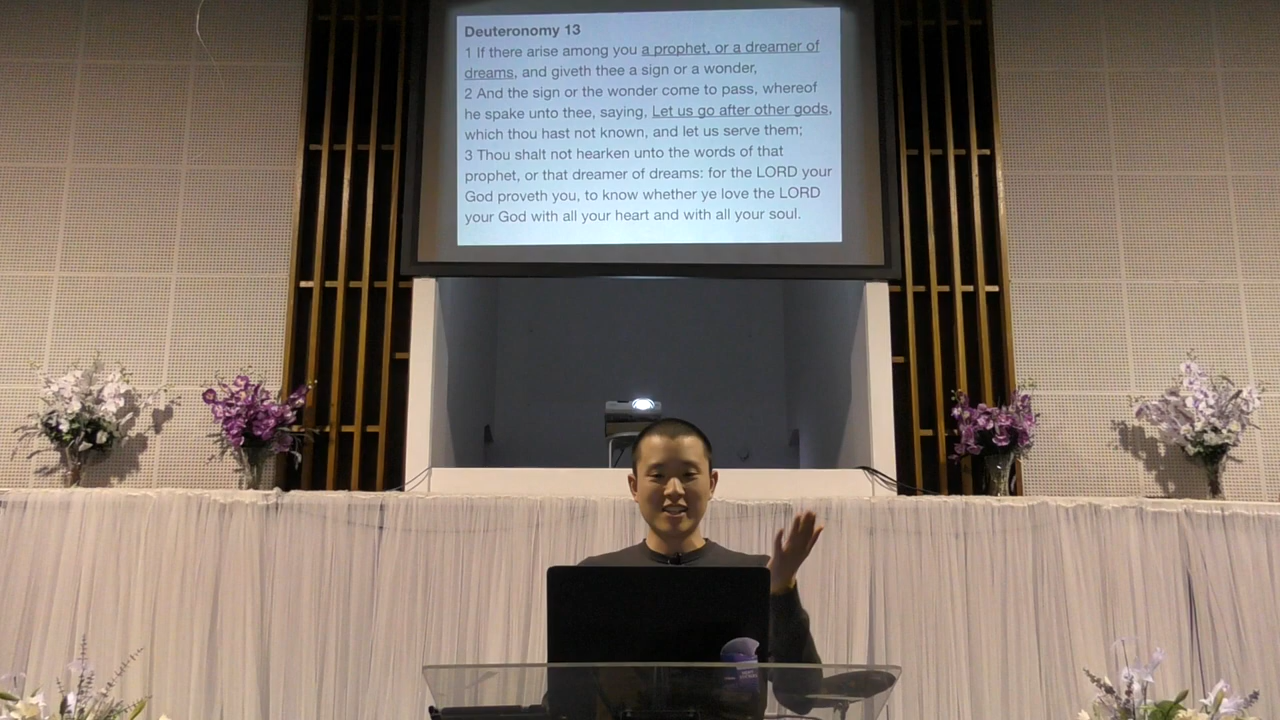 Deuteronomy 13
1 If there arise among you a prophet, or a dreamer of
dreams, and giveth thee a sign or a wonder,
2 And the sign or the wonder come to pass, whereof
he spake unto thee, saying, Let us go after other gods,
which thou hast not known, and let us serve them;
3 Thou shalt not hearken unto the words of that
prophet, or that dreamer of dreams: for the LORD your
God proveth you, to know whether ye love the LORD
your God with all your heart and with all your soul.